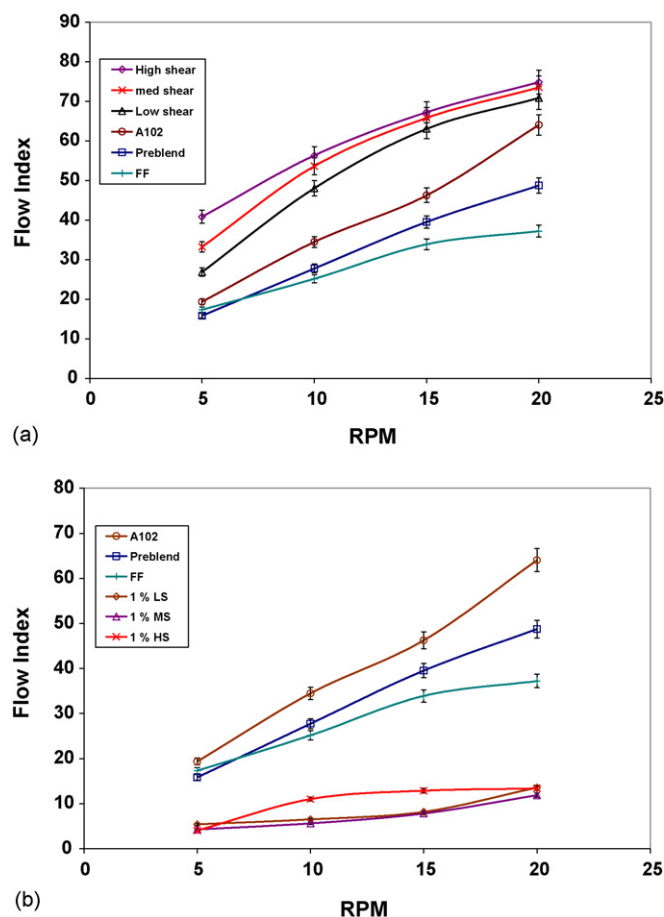 90
80
70
60
50
40
30
20
10
0
Flow Index
High shear
med shear
Low shear
A102
Preblend
FF
0 5 10 15 20 25
(a)
RPM
80
70
60
50
40
30
20
10
0
Flow Index
A102
Preblend
FF
1 % LS
1 % MS
1 % HS
0 5 10 15 20 25
(b)
RPM